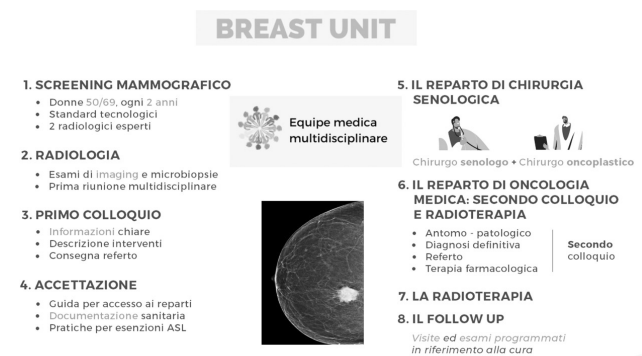 BREAST UNIT
1. SCREENING MAMMOGRAFICO
• Donne 50/69, ogni 2 anni
• Standard tecnologici
• 2 radiologici esperti
2. RADIOLOGIA
• Esami di imaging e microbiopsie
• Prima riunione multidisciplinare
3. PRIMO COLLOQUIO
• Informazioni chiare
• Descrizione interventi
• Consegna referto
4. ACCETTAZIONE
• Guida per accesso ai reparti
• Documentazione sanitaria
• Pratiche per esenzioni ASL
Equipe medica
multidisciplinare
5. IL REPARTO DI CHIRURGIA
SENOLOGICA
Chirurgo senologo • Chirurgo oncoplastico
6. IL REPARTO DI ONCOLOGIA
MEDICA: SECONDO COLLOQUIO
E RADIOTERAPIA
• Antomo - patologico
• Diagnosi definitiva
• Referto
• Terapia farmacologica
Secondo
colloquio
7. LA RADIOTERAPIA
8. IL FOLLOW UP
Visite ed esami programmati
in riferimento alla cura